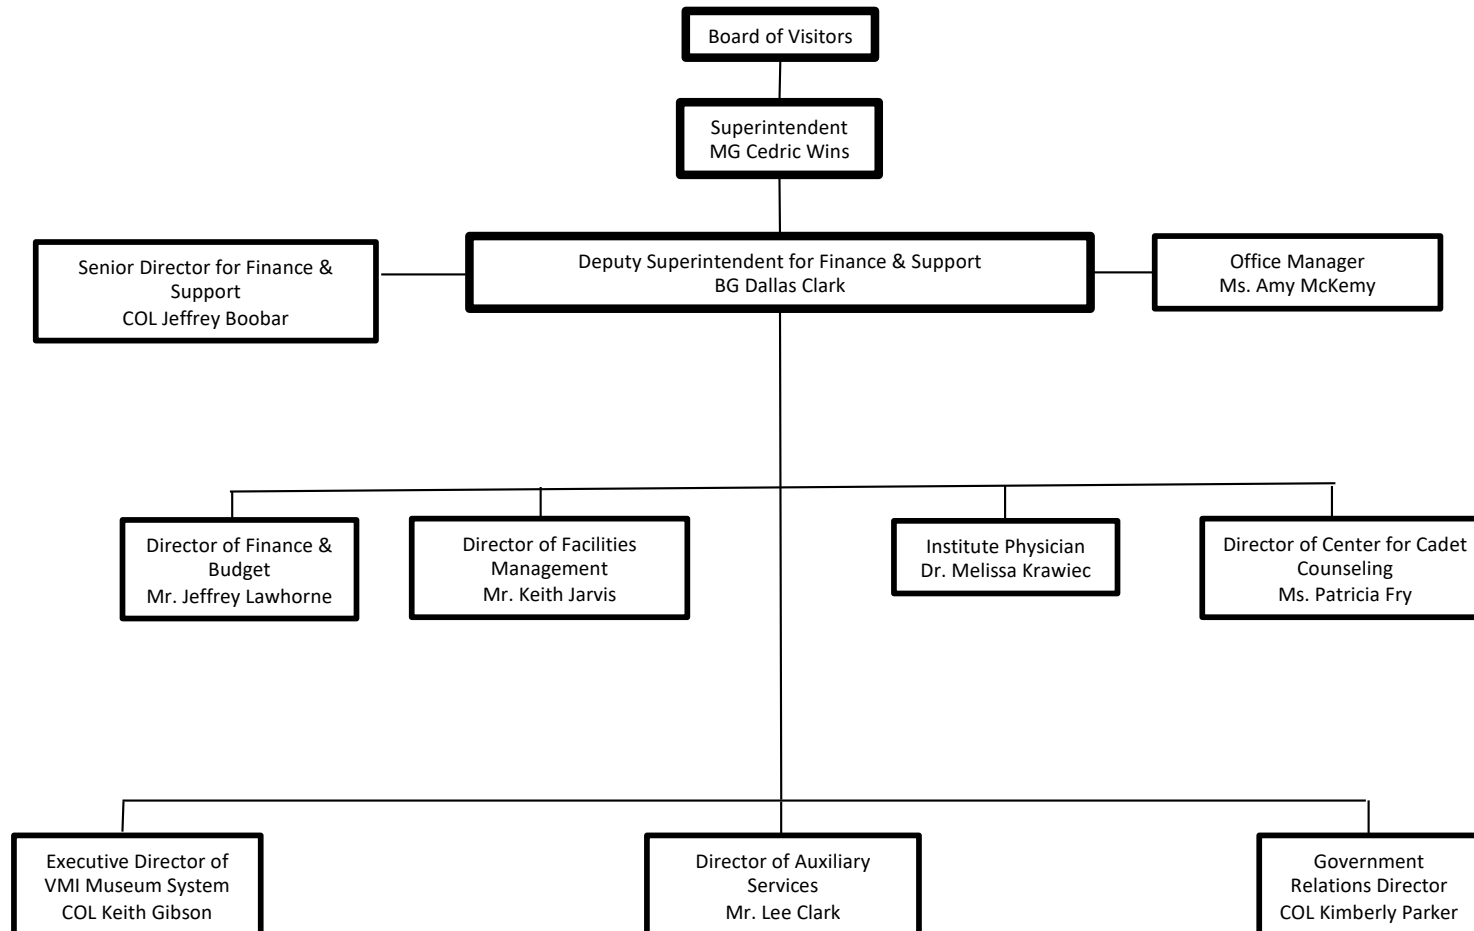 Board of Visitors
Superintendent
MG Cedric Wins
Senior Director for Finance &
Support
COL Jeffrey Boobar
Deputy Superintendent for Finance & Support
BG Dallas Clark
Office Manager
Ms. Amy McKemy
Director of Finance &
Budget
Mr. Jeffrey Lawhorne
Director of Facilities
Management
Mr. Keith Jarvis
Institute Physician
Dr. Melissa Krawiec
Director of Center for Cadet
Counseling
Ms. Patricia Fry
Executive Director of
VMI Museum System
COL Keith Gibson
Director of Auxiliary
Services
Mr. Lee Clark
Government
Relations Director
COL Kimberly Parker